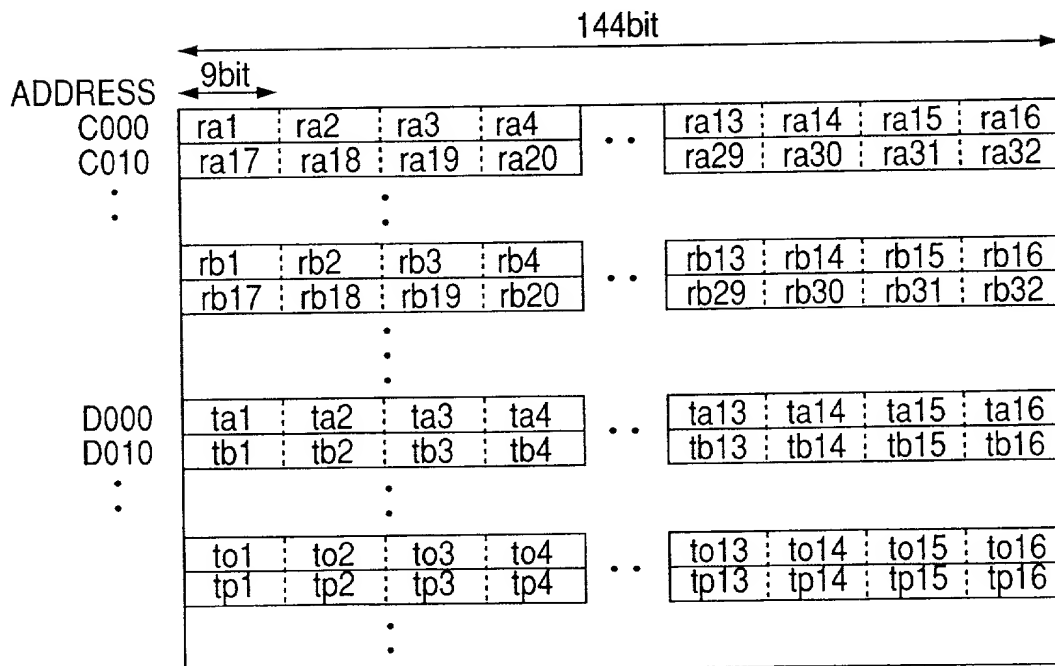 144bit
9bit
ADDRESS
C000 ra1 ra2 ra3 ra4 ra13 ra14 ra15 ra16
C010 ra17 ra18 ra19 ra20 ra29 ra30 ra31 ra32
rb1 rb2 rb3 rb4 rb13 rb14 rb15 rb16
rb17 rb18 rb19 rb20 rb29 rb30 rb31 rb32
D000 ta1 ta2 ta3 ta4 ta13 ta14 ta15 ta16
D010 tb1 tb2 tb3 tb4 tb13 tb14 tb15 tb16
to1 to2 to3 to4 to13 to14 to15 to16
tp1 tp2 tp3 tp4 tp13 tp14 tp15 tp16